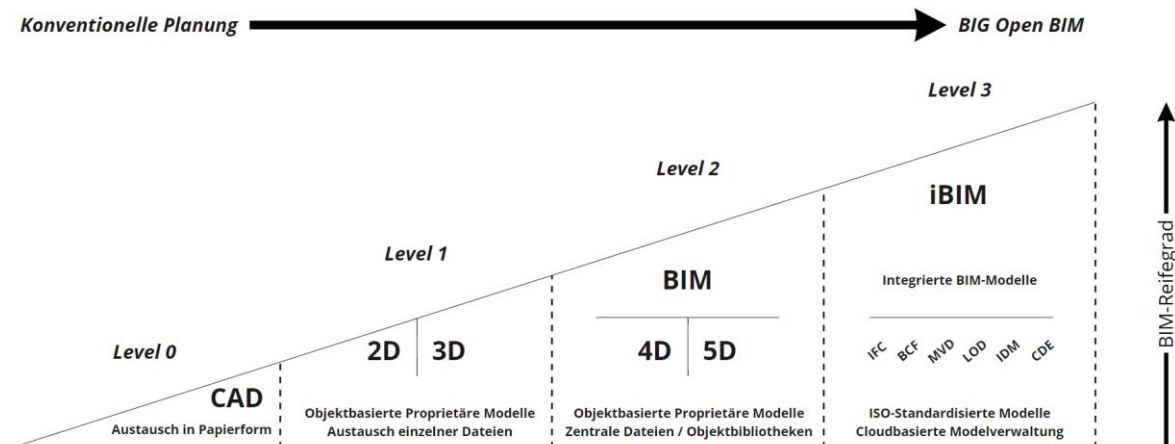 Konventionelle Planung
BIG Open BIM
Level 3
Level 2
Level 1
Level 0
iBIM
Integrierte BIM-Modelle
IFC BCF MVD LOD IDM CDE
BIM
4D 5D
2D 3D
CAD
Austausch in Papierform
Objektbasierte Proprietäre Modelle
Austausch einzelner Dateien
Objektbasierte Proprietäre Modelle
Zentrale Dateien / Objektbibliotheken
ISO-Standardisierte Modelle
Cloudbasierte Modelverwaltung
BIM-Reifegrad